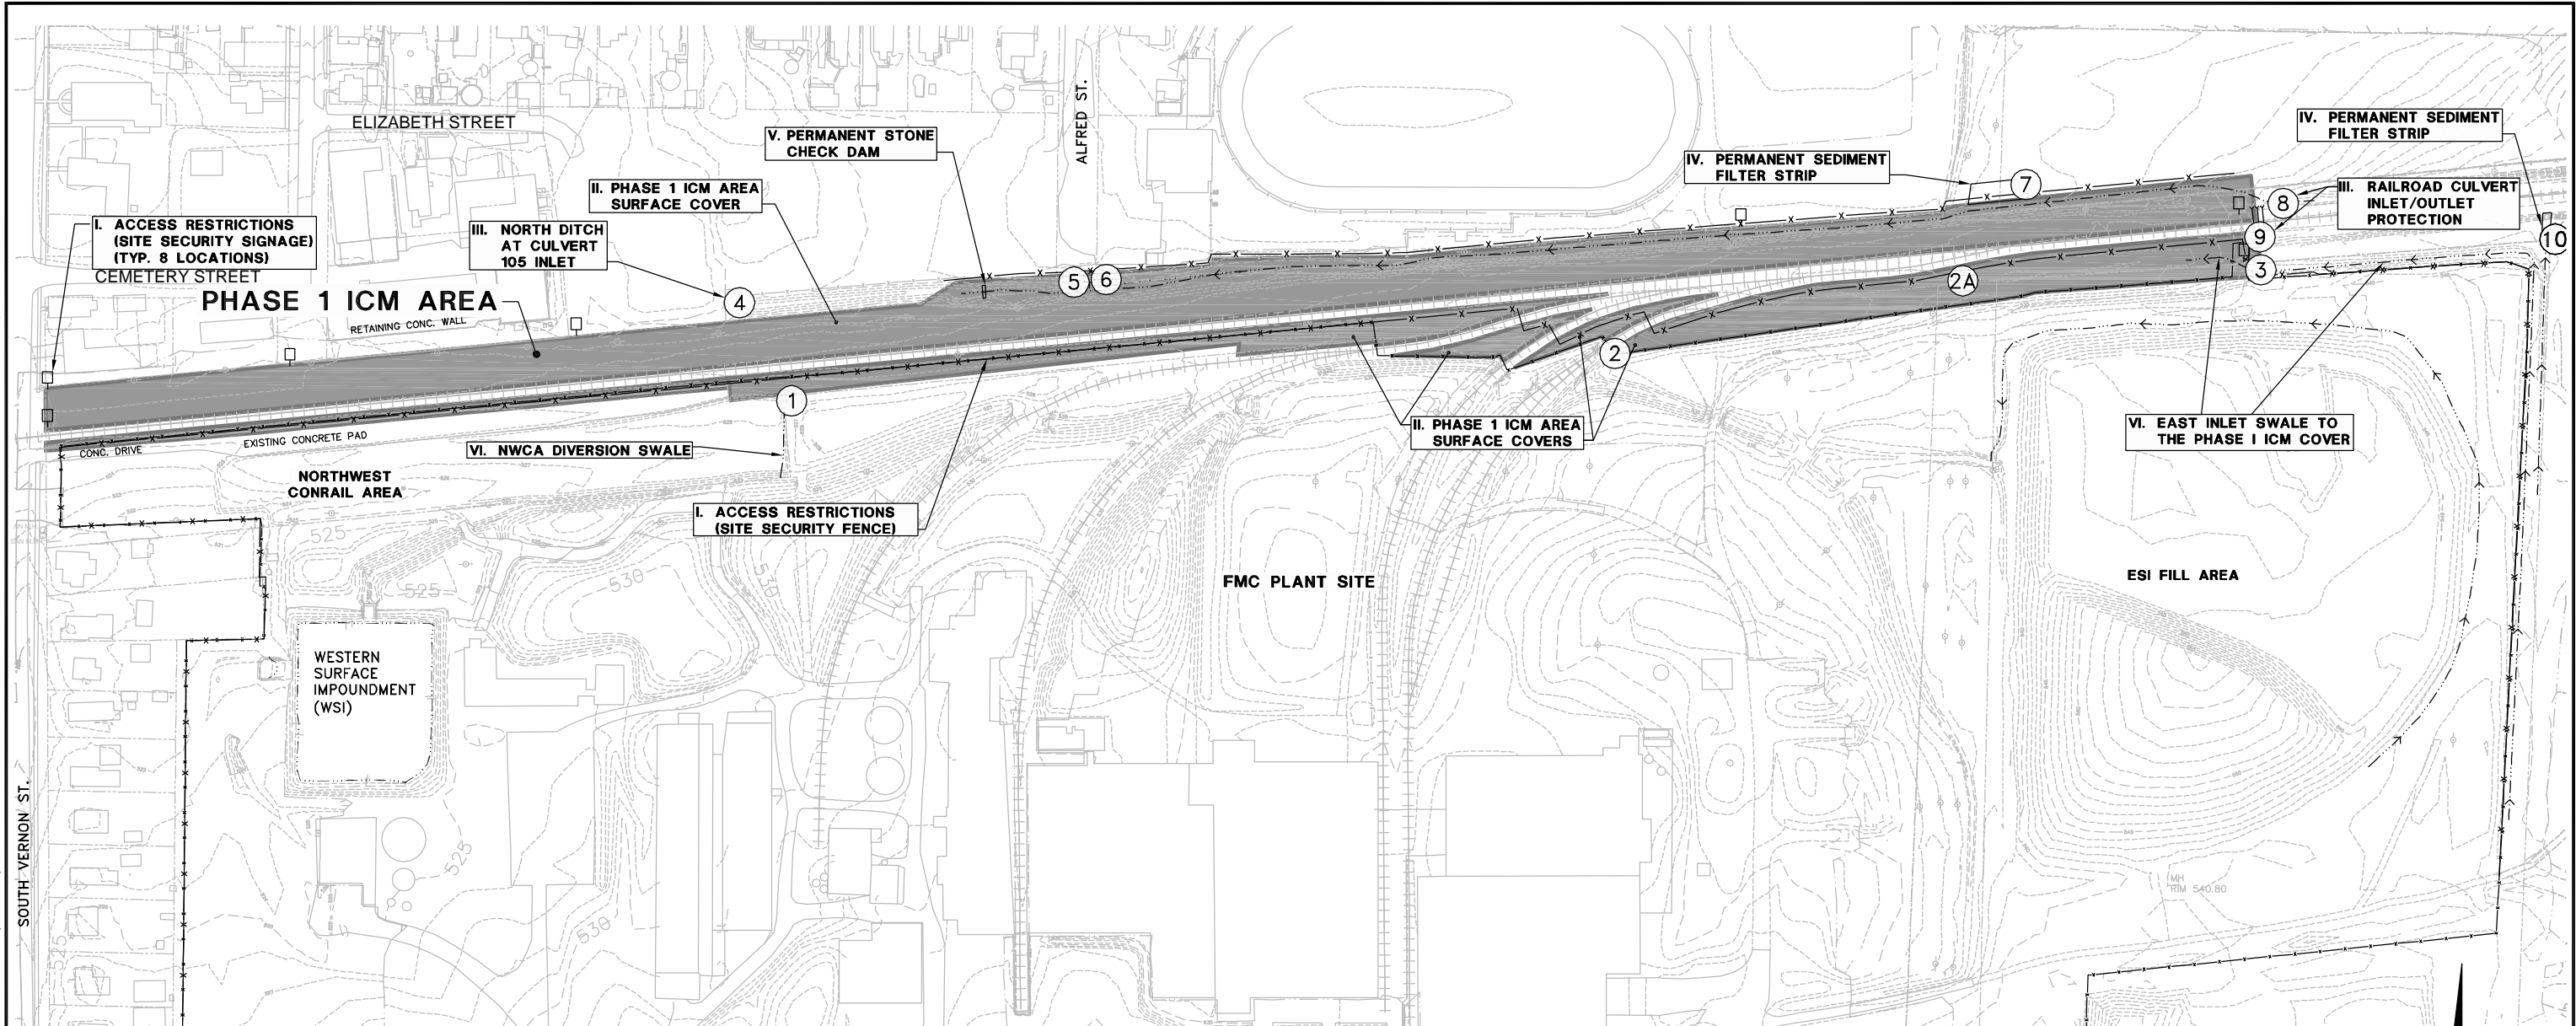 ELIZABETH STREET
ALFRED ST.
V. PERMANENT STONE
CHECK DAM
IV. PERMANENT SEDIMENT
FILTER STRIP
IV. PERMANENT SEDIMENT
FILTER STRIP
II. PHASE 1 ICM AREA
SURFACE COVER
III. RAILROAD CULVERT
INLET/OUTLET
PROTECTION
I. ACCESS RESTRICTIONS
(SITE SECURITY SIGNAGE)
(TYP. 8 LOCATIONS)
III. NORTH DITCH
AT CULVERT
105 INLET
CEMETERY STREET
PHASE 1 ICM AREA
RETAINING CONC. WALL
4
5
6
7
8
9
10
3
2A
2
1
CONC. DRIVE
EXISTING CONCRETE PAD
VI. NWCA DIVERSION SWALE
II. PHASE 1 ICM AREA
SURFACE COVERS
VI. EAST INLET SWALE TO
THE PHASE I ICM COVER
NORTHWEST
CONRAIL AREA
I. ACCESS RESTRICTIONS
(SITE SECURITY FENCE)
525
525
530
530
FMC PLANT SITE
ESI FILL AREA
WESTERN
SURFACE
IMPOUNDMENT
(WSI)
SOUTH VERNON ST.
525
525
530
MH
RIM 540.80